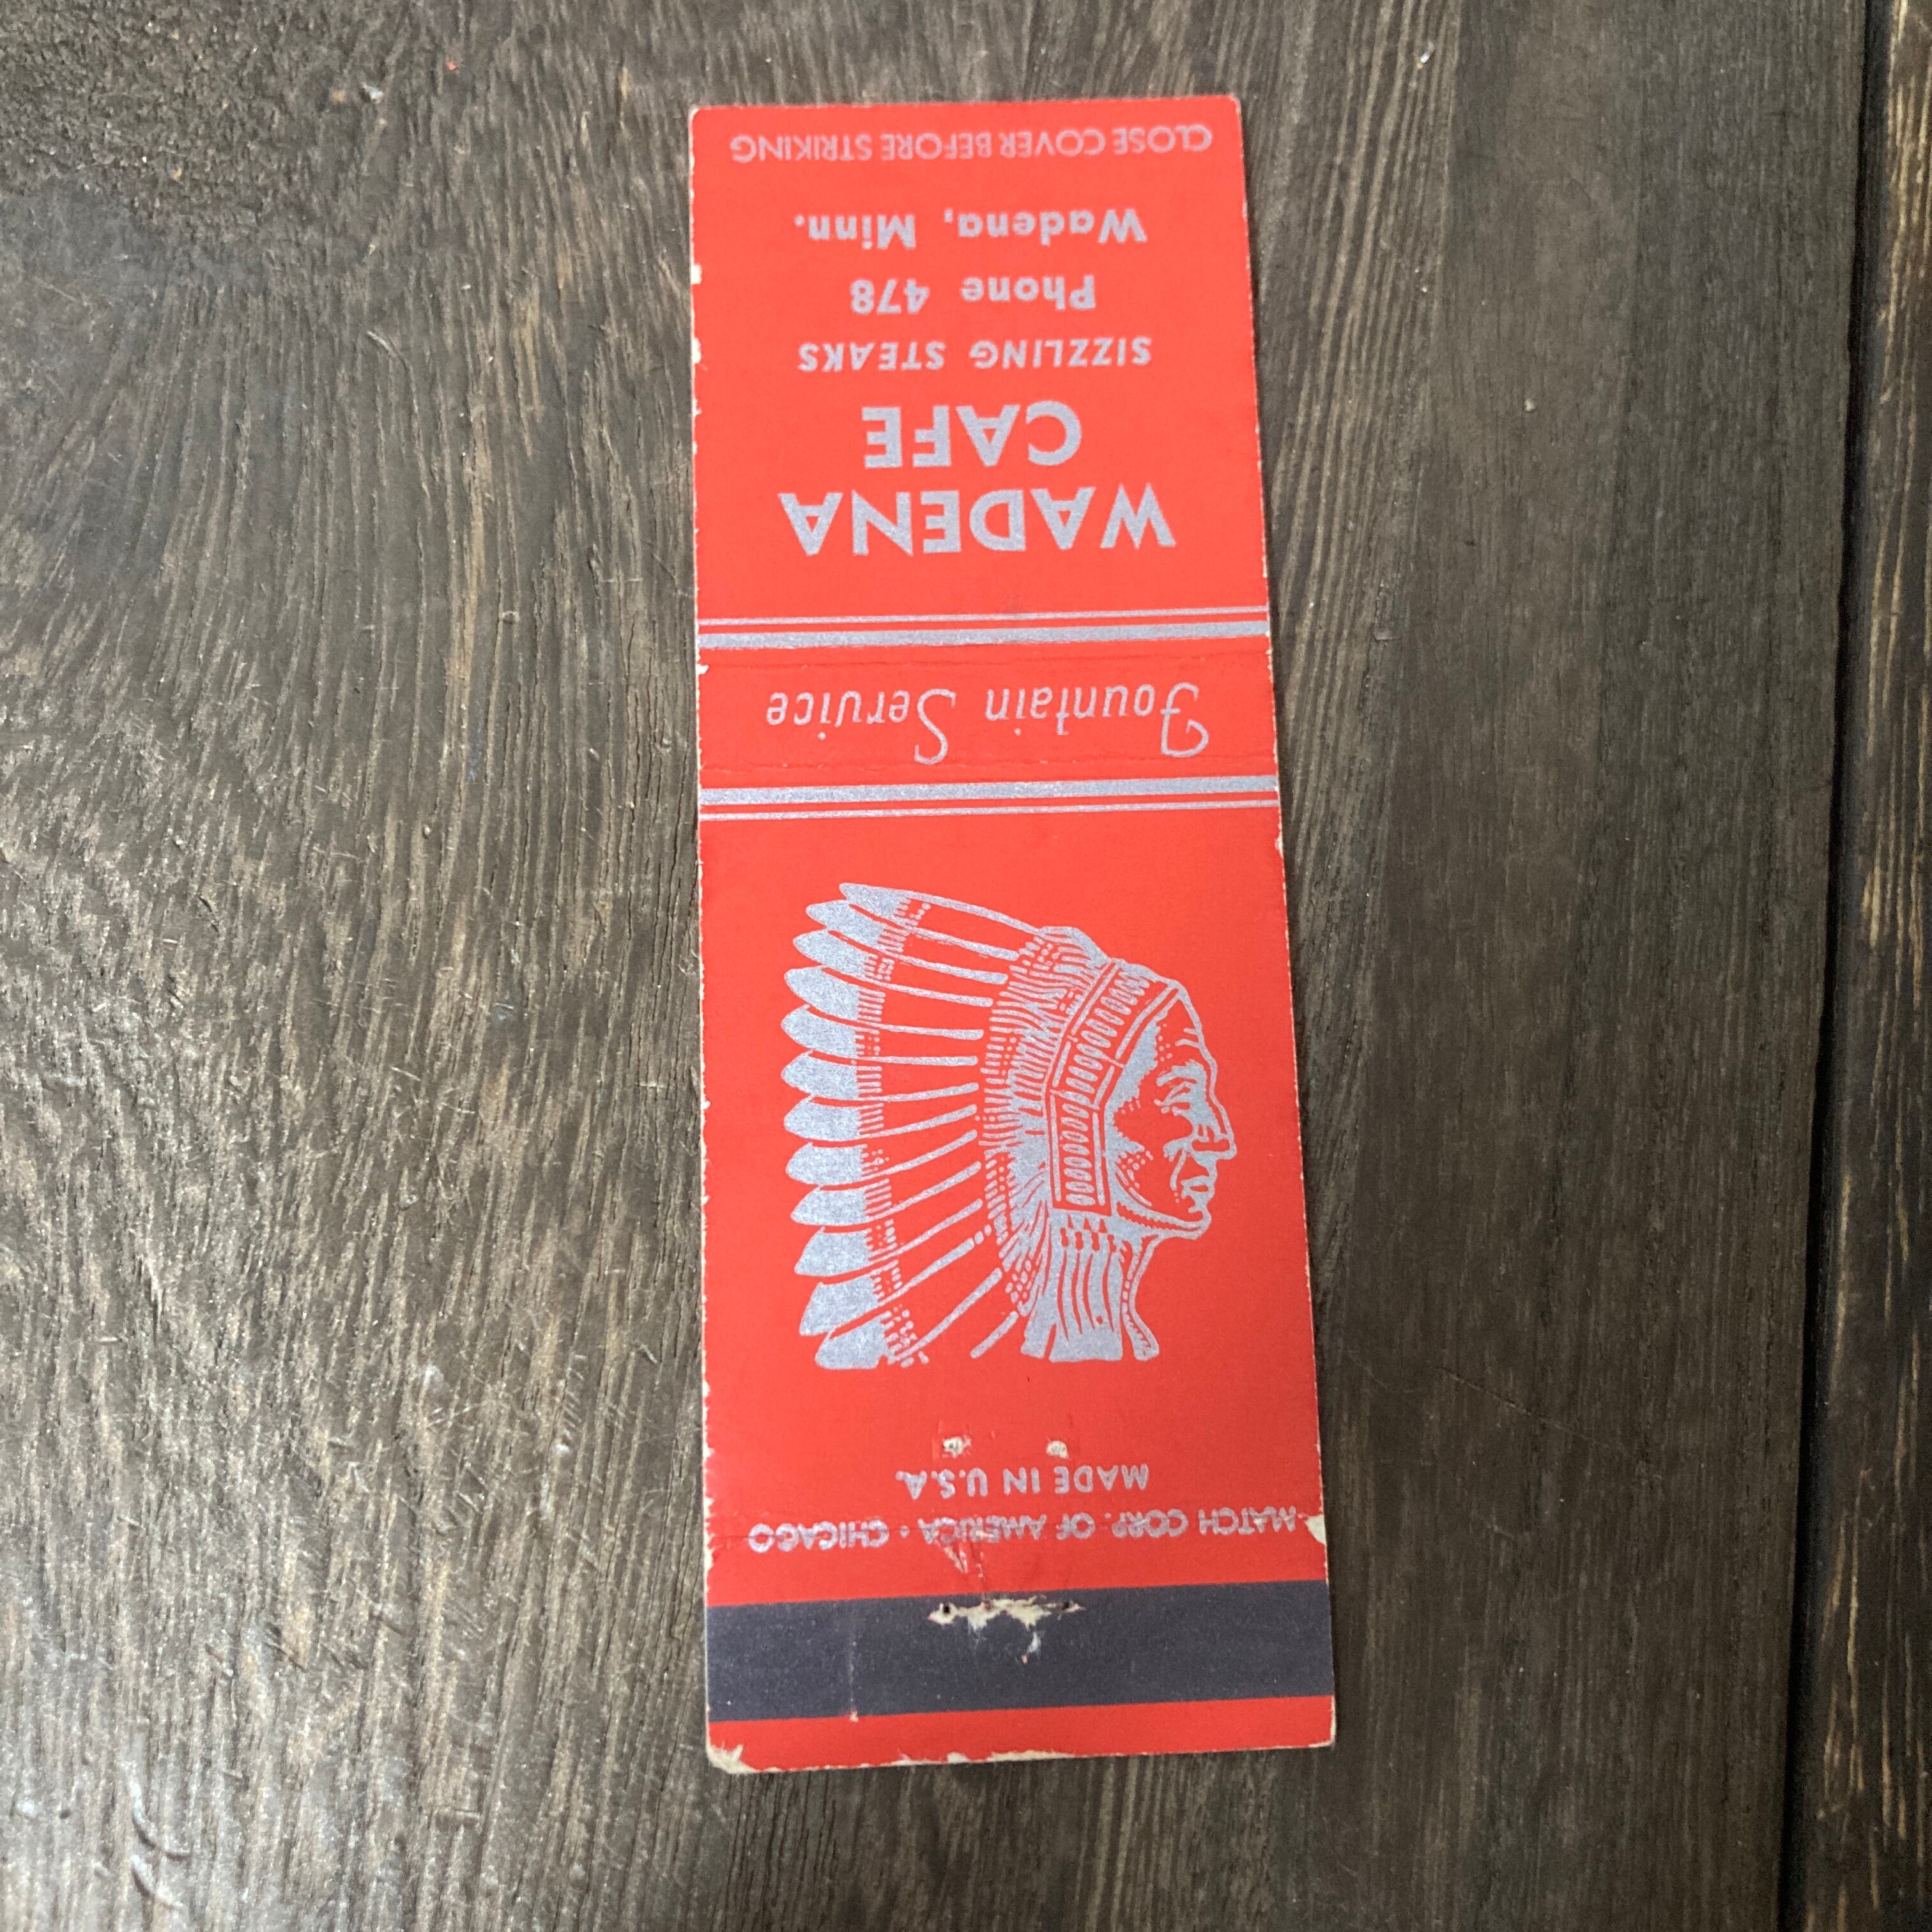 WADENA
CAFE
SIZZLING STEAKS
Phone 478
Wadena, Minn.
CLOSE COVER BEFORE STRIKING
Fountain Service
MADE IN U.S.A.
MATCH CORP. OF AMERICA • CHICAGO